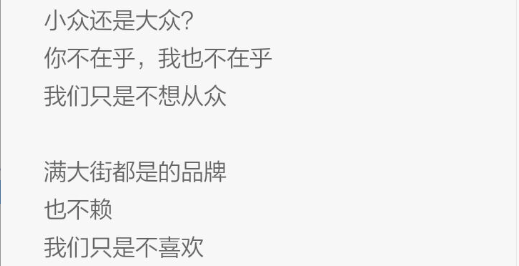 小众还是大众?
你不在乎，我也不在乎
我们只是不想从众
满大街都是的品牌
也不赖
我们只是不喜欢